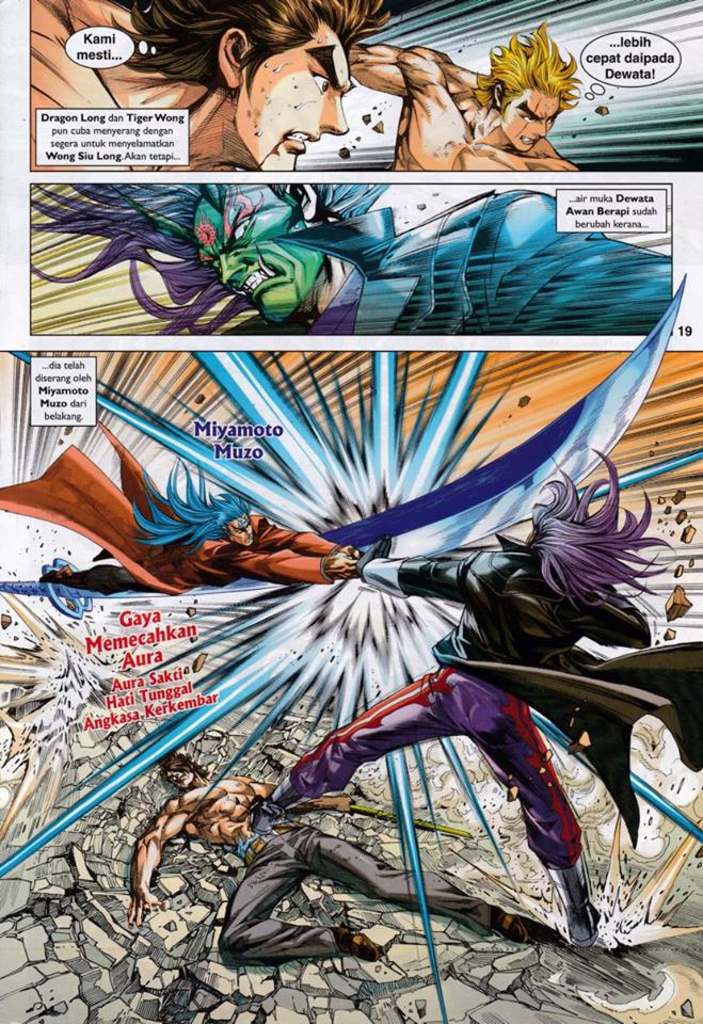 Kami
mesti...
...lebih
cepat daipada
Dewata!
Dragon Long dan Tiger Wong
pun cuba menyerang dengan
segera untuk menyelamatkan
Wong Siu Long.Akan tetapi...
...air muka Dewata
Awan Berapi sudah
berubah kerana...
19
...dia telah
diserang oleh
Miyamoto
Muzo dari
belakang.
Miyamoto
Muzo
Gaya
Memecahkan
Aura
Aura Sakti
Hati Tunggal
Angkasa Kerkembar